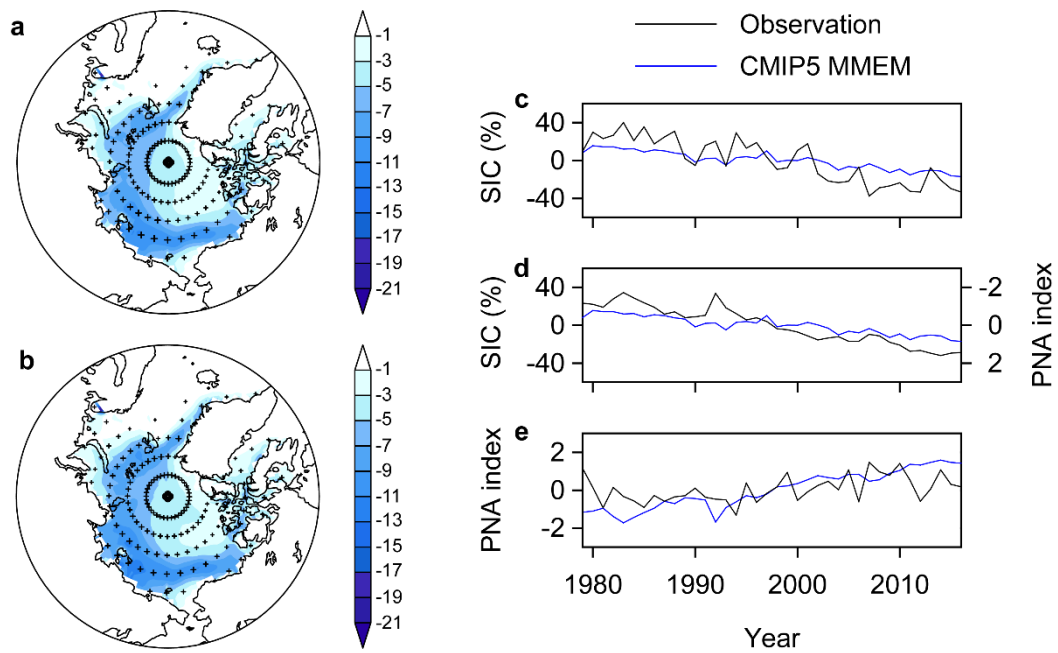 a
-1
-3
-5
-7
-9
-11
-13
-15
-17
-19
-21
b
-1
-3
-5
-7
-9
-11
-13
-15
-17
-19
-21
Observation
CMIP5 MMEM
c
SIC (%)
40
0
-40
d
SIC (%)
40
0
-40
-2
0
2
PNA index
e
PNA index
2
0
-2
1980 1990 2000 2010
Year